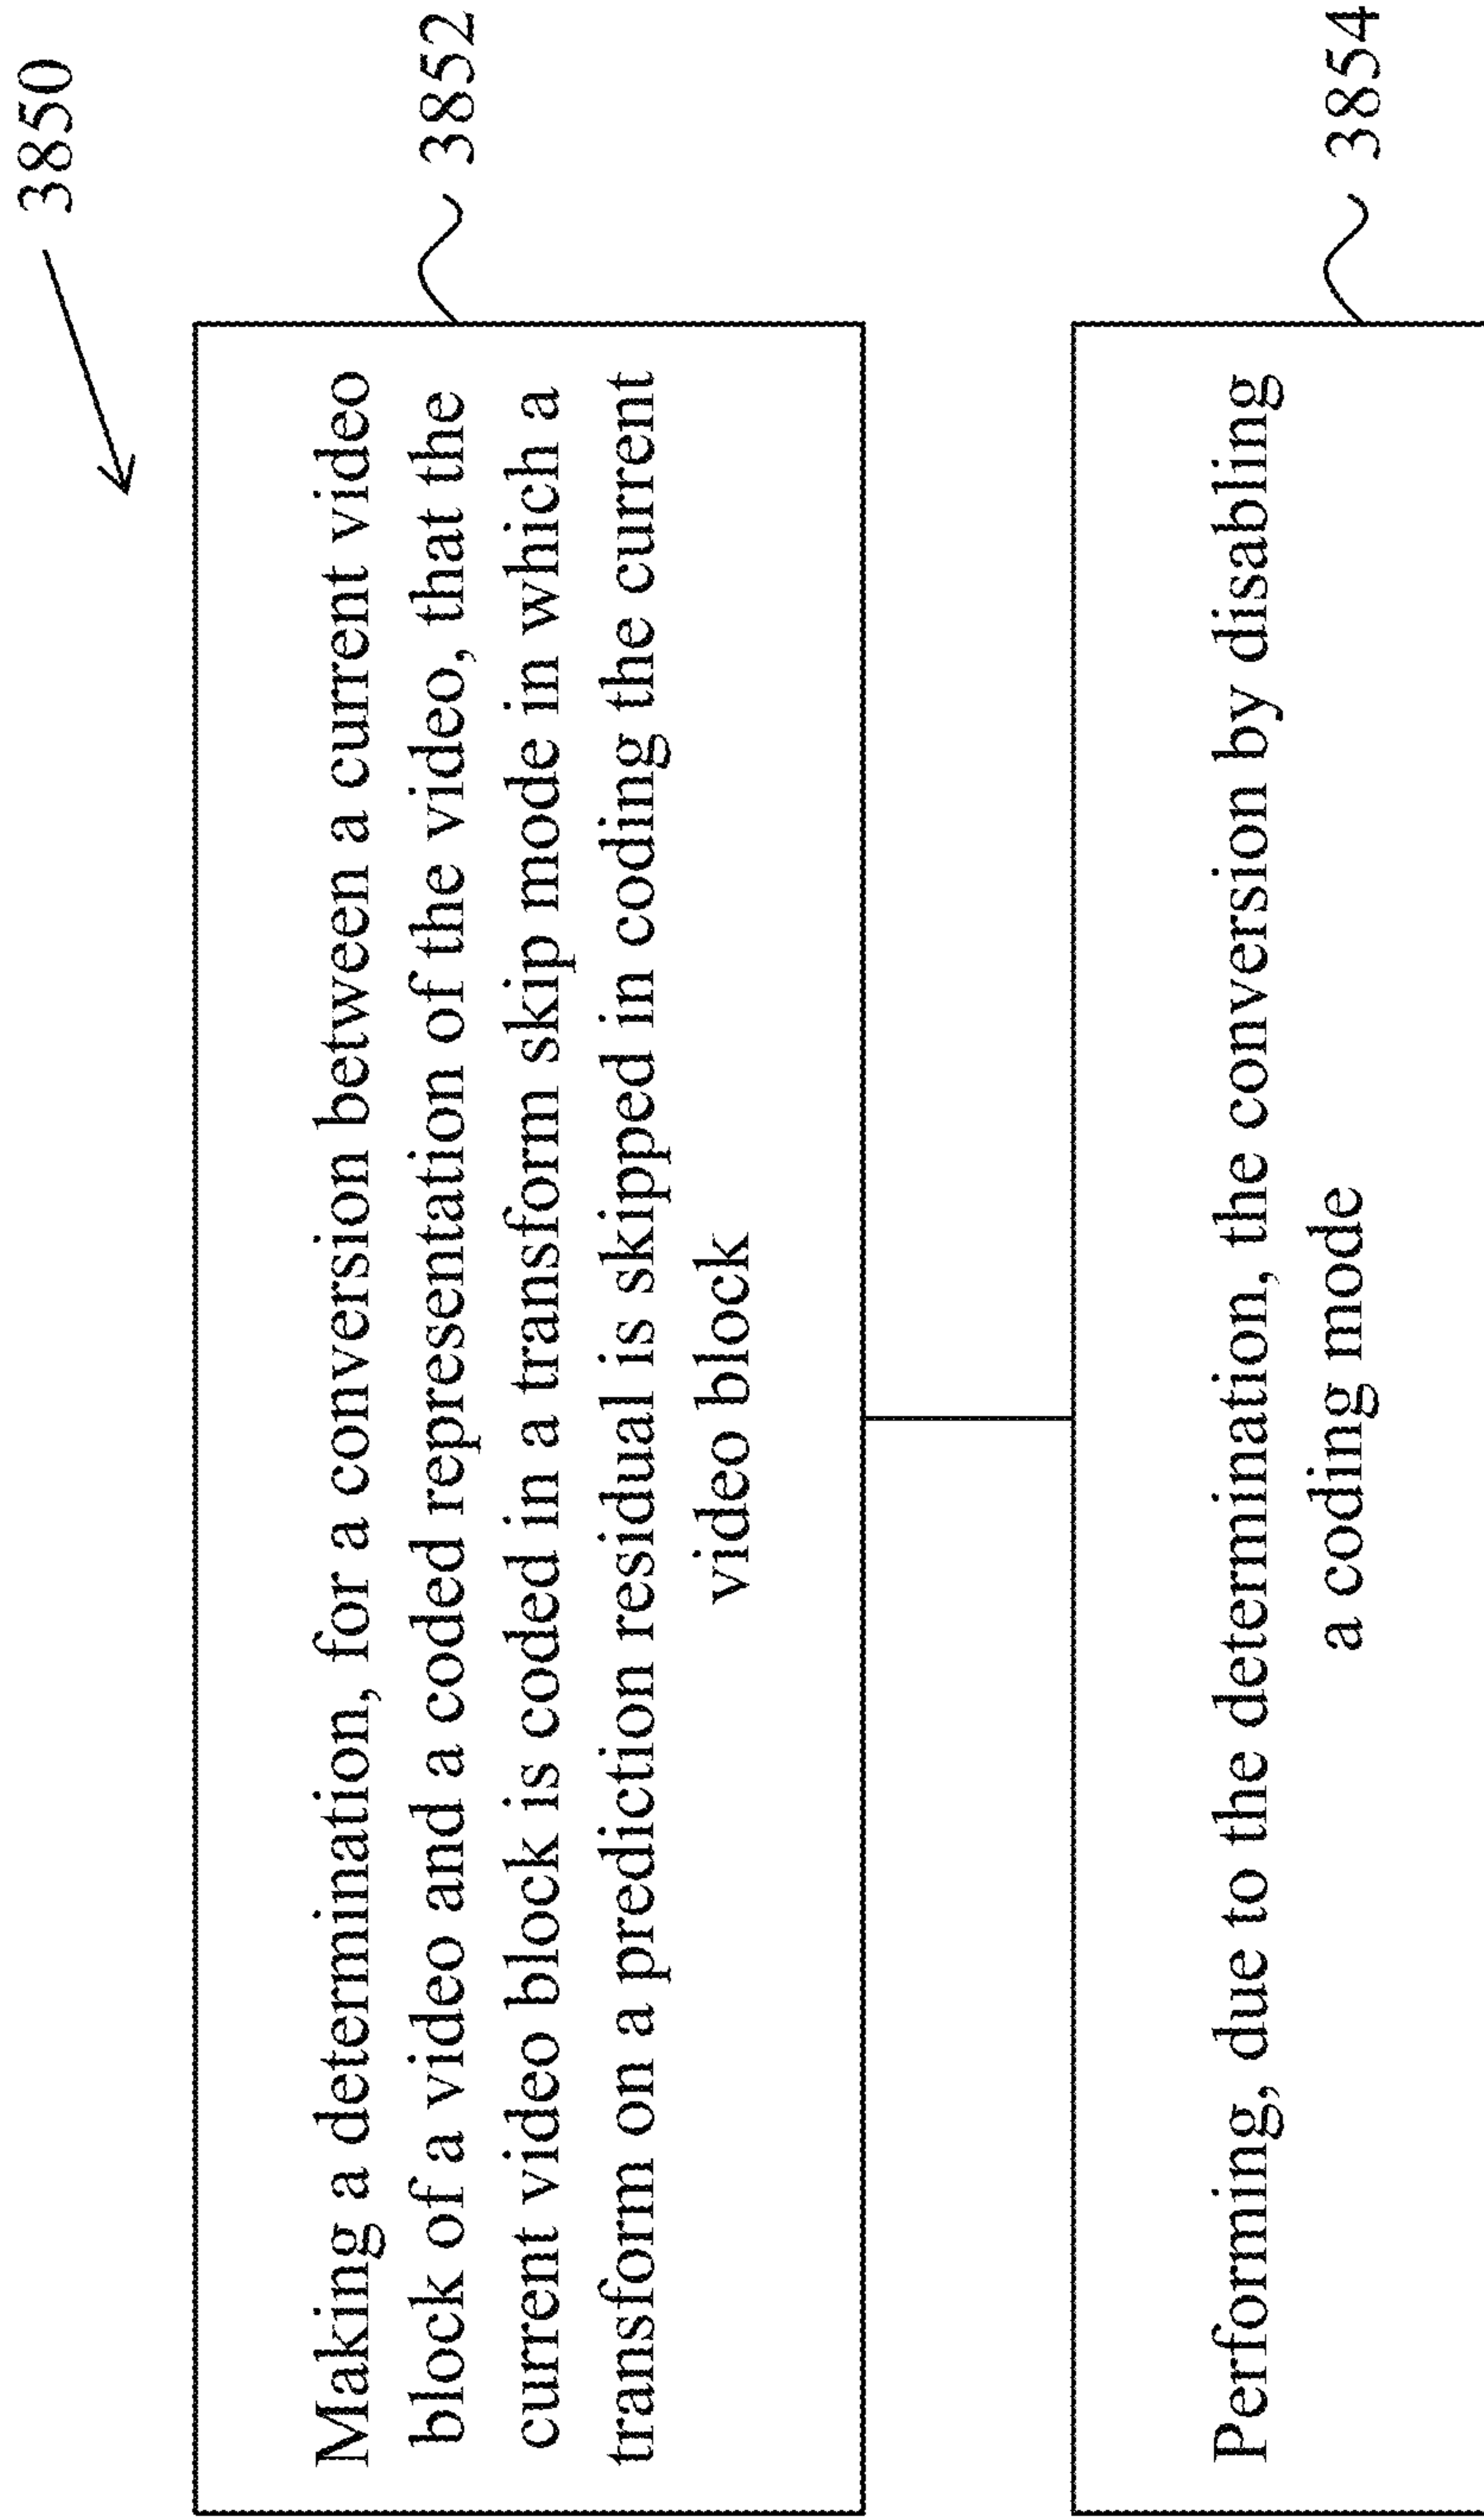 3850
Making a determination, for a conversion between a current video
block of a video and a coded representation of the video, that the
current video block is coded in a transform skip mode in which a
transform on a prediction residual is skipped in coding the current
video block
3852
Performing, due to the determination, the conversion by disabling
a coding mode
3854